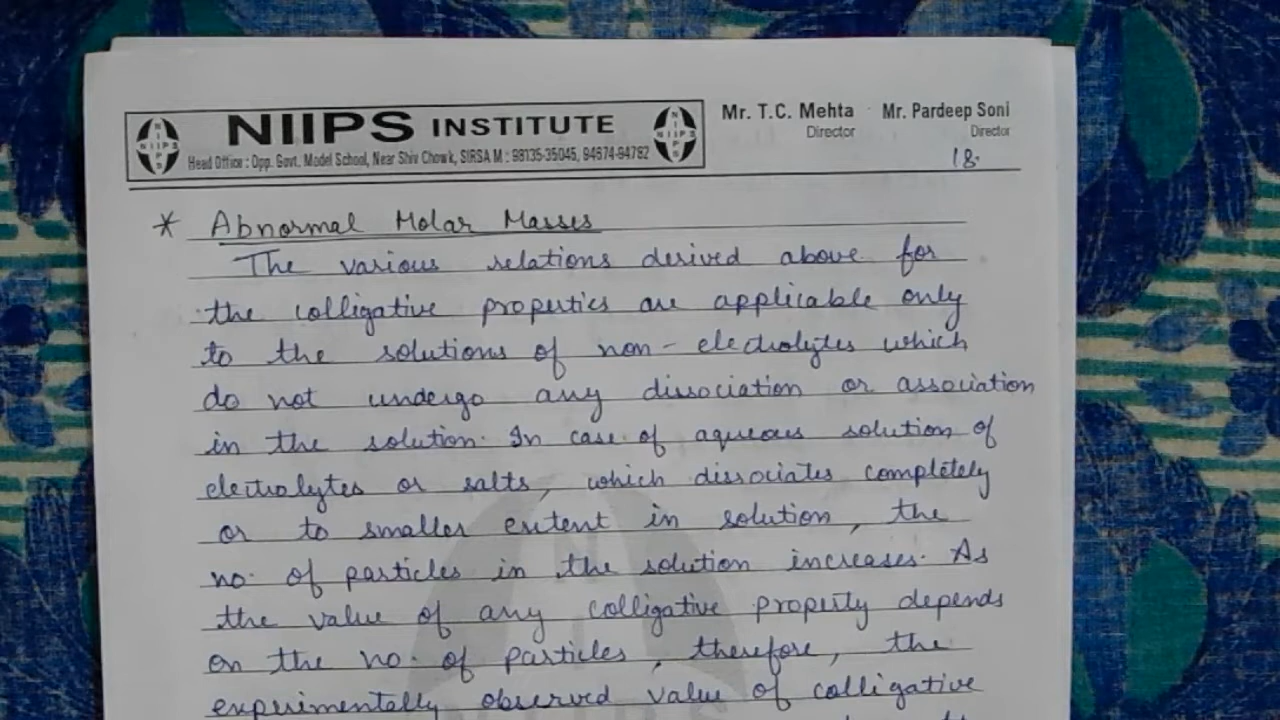 NIIPS INSTITUTE
Head Office : Opp. Govt. Model School, Near Shiv Chowk, SIRSA M : 98135-35045, 94674-94782
Mr. T.C. Mehta Mr. Pardeep Soni
Director Director
18.
* Abnormal Molar Masses
The various relations derived above for
the colligative properties are applicable only
to the solutions of non-electrolytes which
do not undergo any dissociation or association
in the solution. In case of aqueous solution of
electrolytes or salts, which dissociates completely
or to smaller extent in solution, the
no. of particles in the solution increases. As
the value of any colligative property depends
on the no. of particles, therefore, the
experimentally observed value of colligative